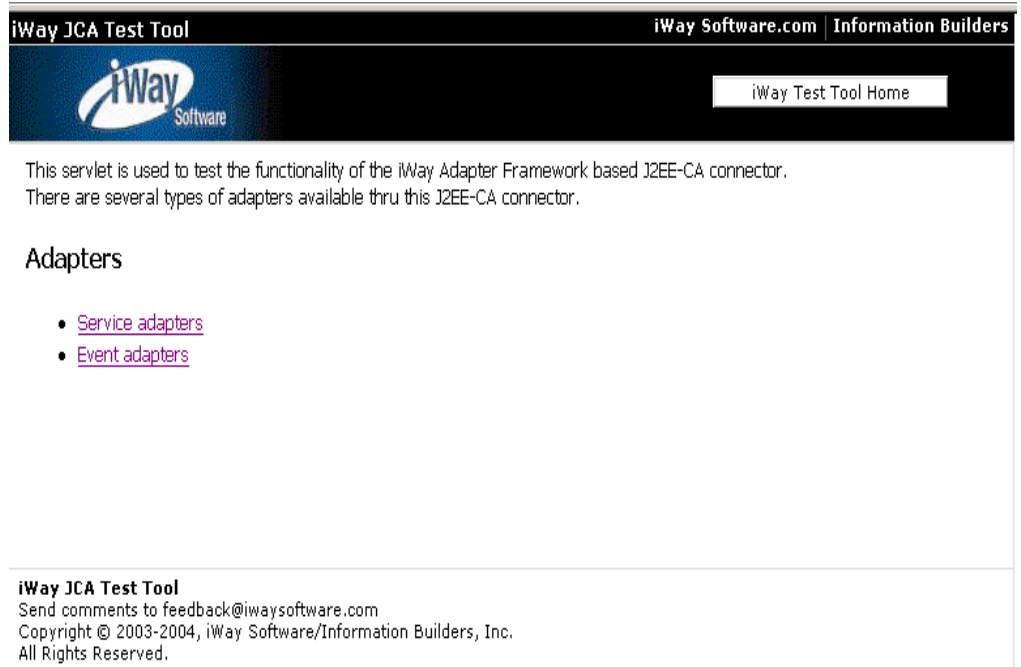 iWay JCA Test Tool
iWay Software.com | Information Builders
iWay
Software
iWay Test Tool Home
This servlet is used to test the functionality of the iWay Adapter Framework based J2EE-CA connector.
There are several types of adapters available thru this J2EE-CA connector.
Adapters
• Service adapters
• Event adapters
iWay JCA Test Tool
Send comments to feedback@iwaysoftware.com
Copyright © 2003-2004, iWay Software/Information Builders, Inc.
All Rights Reserved.